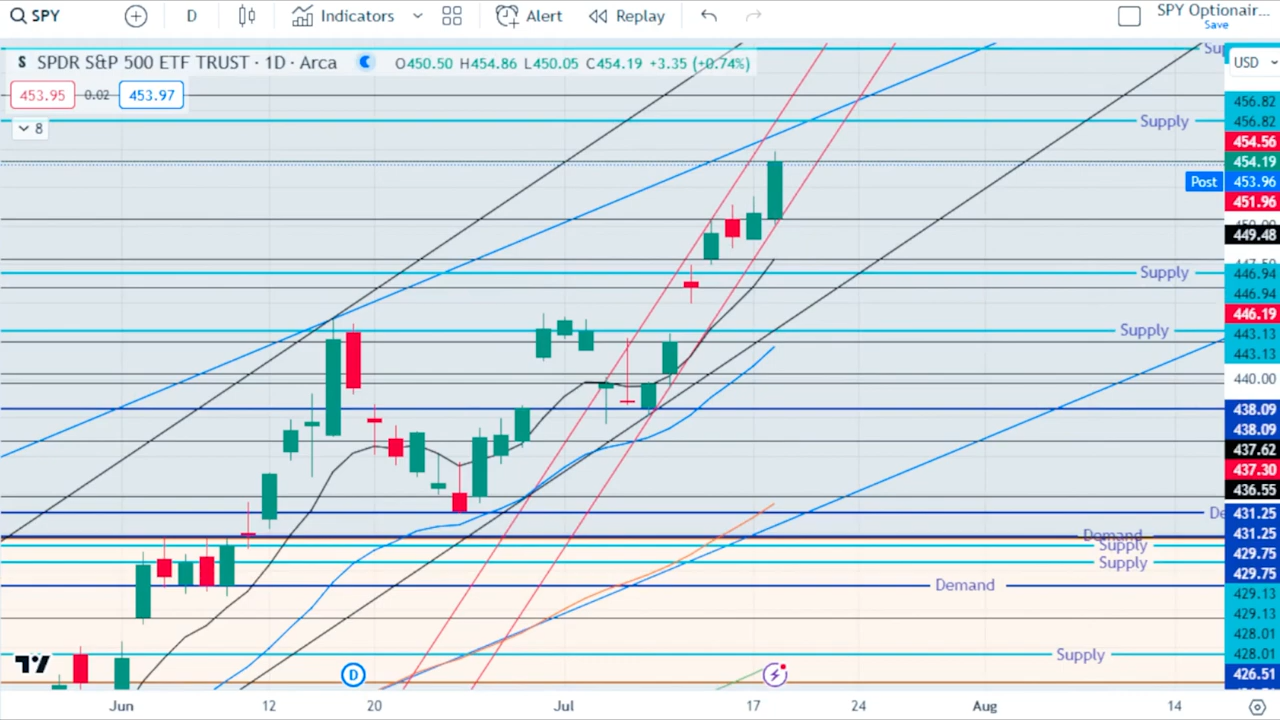 SPY
D
Indicators
Alert
Replay
SPY Optionair...
Save
S SPDR S&P 500 ETF TRUST · 1D · Arca
O450.50 H454.86 L450.05 C454.19 +3.35 (+0.74%)
USD
453.95 0.02 453.97
8
456.82
Supply 456.82
454.56
454.19
Post 453.96
451.96
449.48
Supply 446.94
446.94
446.19
Supply 443.13
443.13
440.00
438.09
438.09
437.62
437.30
436.55
431.25
431.25
Demand
Supply
429.75
Supply 429.75
Demand
429.13
429.13
428.01
Supply 428.01
426.51
D
Jun 12 20 Jul 17 24 Aug 14